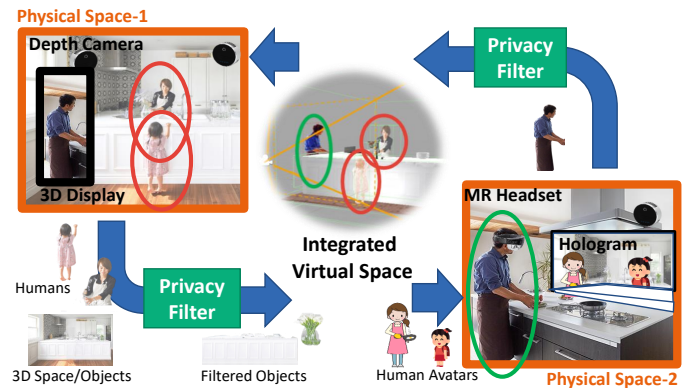 Physical Space-1
Depth Camera
3D Display
Privacy
Filter
Integrated
Virtual Space
MR Headset
Hologram
Humans
Privacy
Filter
3D Space/Objects
Filtered Objects
Human Avatars
Physical Space-2